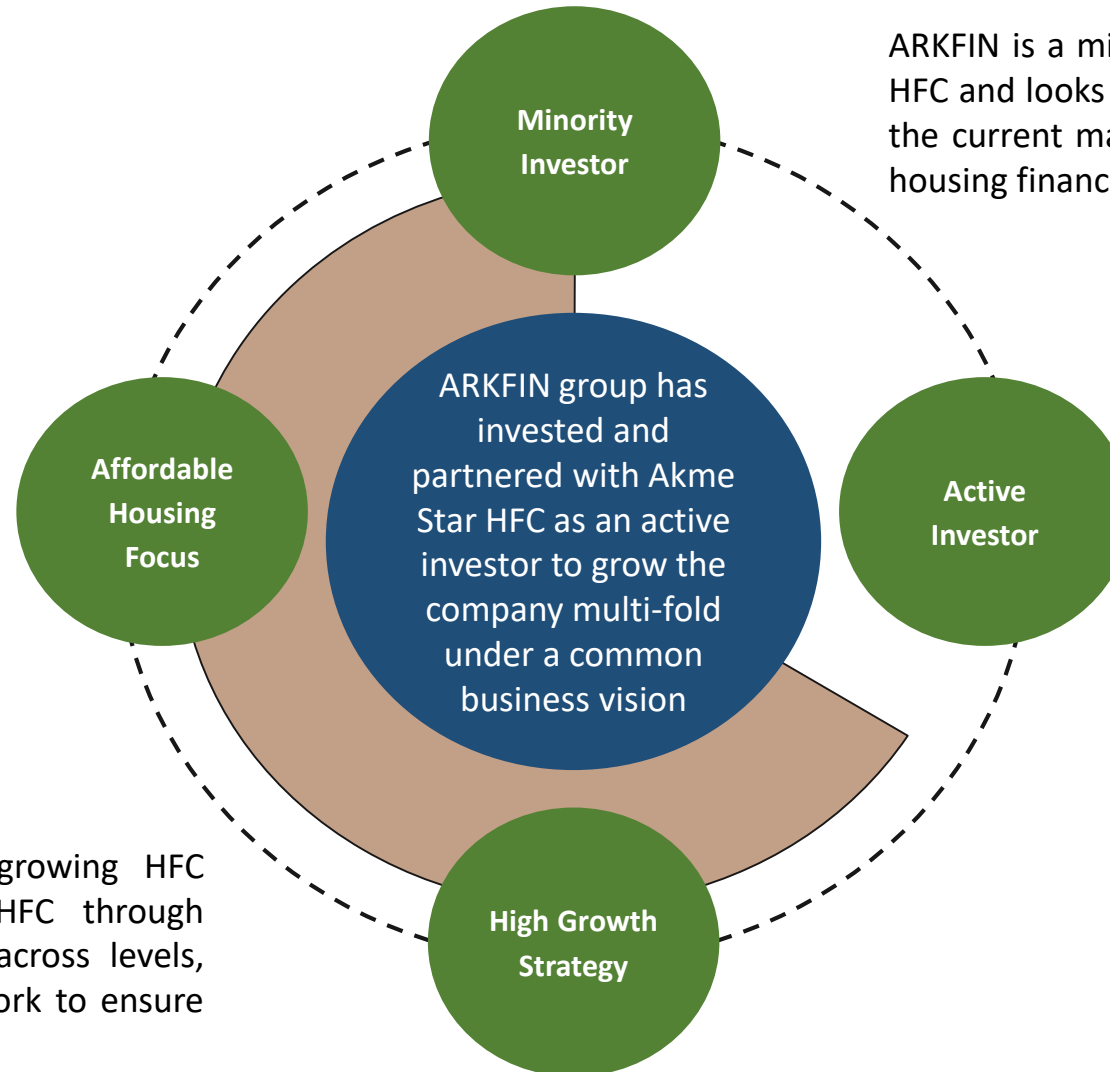 ARKFIN is a mi
HFC and looks
the current ma
housing financ
Minority
Investor
Affordable
Housing
Focus
ARKFIN group has
invested and
partnered with Akme
Star HFC as an active
investor to grow the
company multi-fold
under a common
business vision
Active
Investor
growing HFC
HFC through
across levels,
ork to ensure
High Growth
Strategy